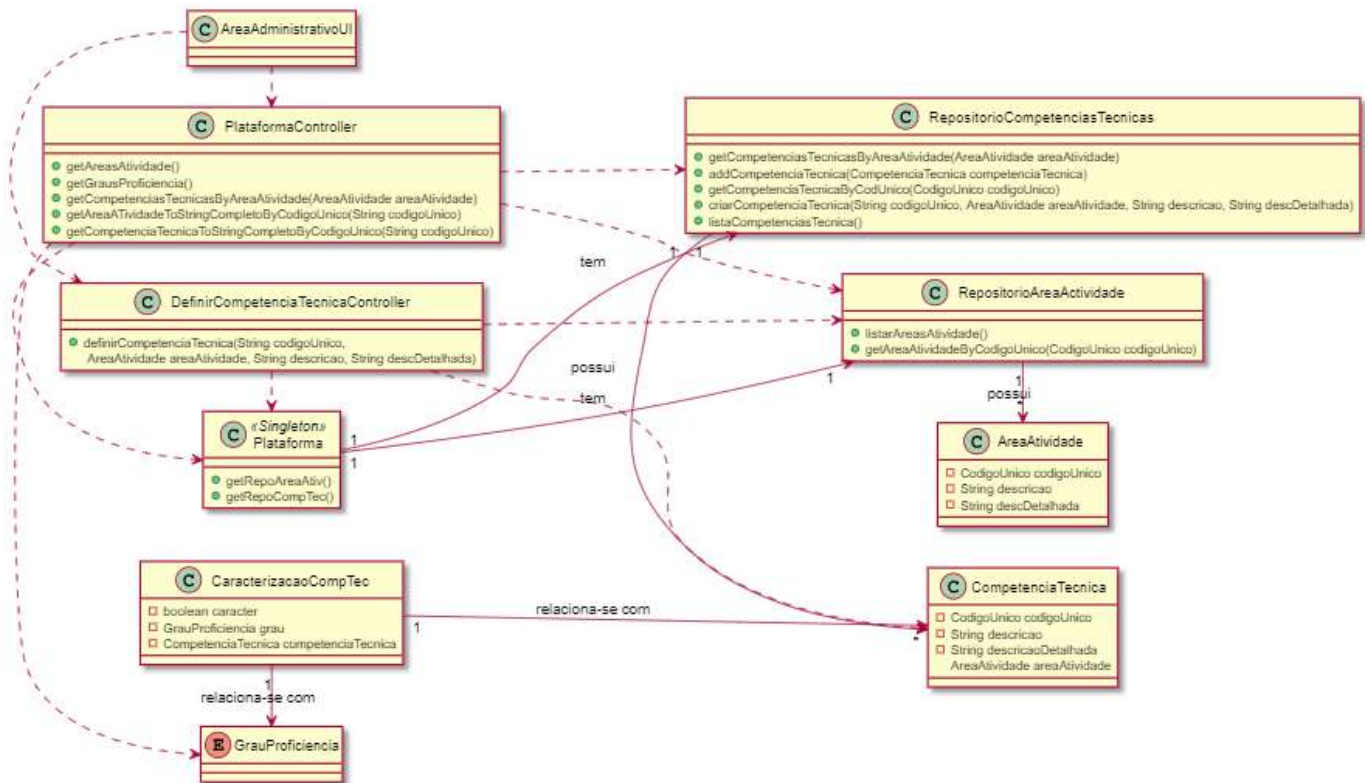 C AreaAdministrativoUI
C PlataformaController
getAreasAtividade()
getGrausProficiencia()
getCompetenciasTecnicasByAreaAtividade(AreaAtividade areaAtividade)
getAreaATividadeToStringCompletoByCodigoUnico(String codigoUnico)
getCompetenciaTecnicaToStringCompletoByCodigoUnico(String codigoUnico)
C RepositorioCompetenciasTecnicas
getCompetenciasTecnicasByAreaAtividade(AreaAtividade areaAtividade)
addCompetenciaTecnica(CompetenciaTecnica competenciaTecnica)
getCompetenciaTecnicaByCodUnico(CodigoUnico codigoUnico)
criarCompetenciaTecnica(String codigoUnico, AreaAtividade areaAtividade, String descricao, String descDetalhada)
listaCompetenciasTecnica()
1
1
tem
C DefinirCompetenciaTecnicaController
definirCompetenciaTecnica(String codigoUnico,
AreaAtividade areaAtividade, String descricao, String descDetalhada)
C RepositorioAreaActividade
listarAreasAtividade()
getAreaAtividadeByCodigoUnico(CodigoUnico codigoUnico)
possui
1
1
tem
possui
*
C «Singleton»
Plataforma
getRepoAreaAtiv()
getRepoCompTec()
1
1
C AreaAtividade
CodigoUnico codigoUnico
String descricao
String descDetalhada
C CaracterizacaoCompTec
boolean caracter
GrauProficiencia grau
CompetenciaTecnica competenciaTecnica
1
relaciona-se com
C CompetenciaTecnica
CodigoUnico codigoUnico
String descricao
String descricaoDetalhada
AreaAtividade areaAtividade
*
1
relaciona-se com
E GrauProficiencia